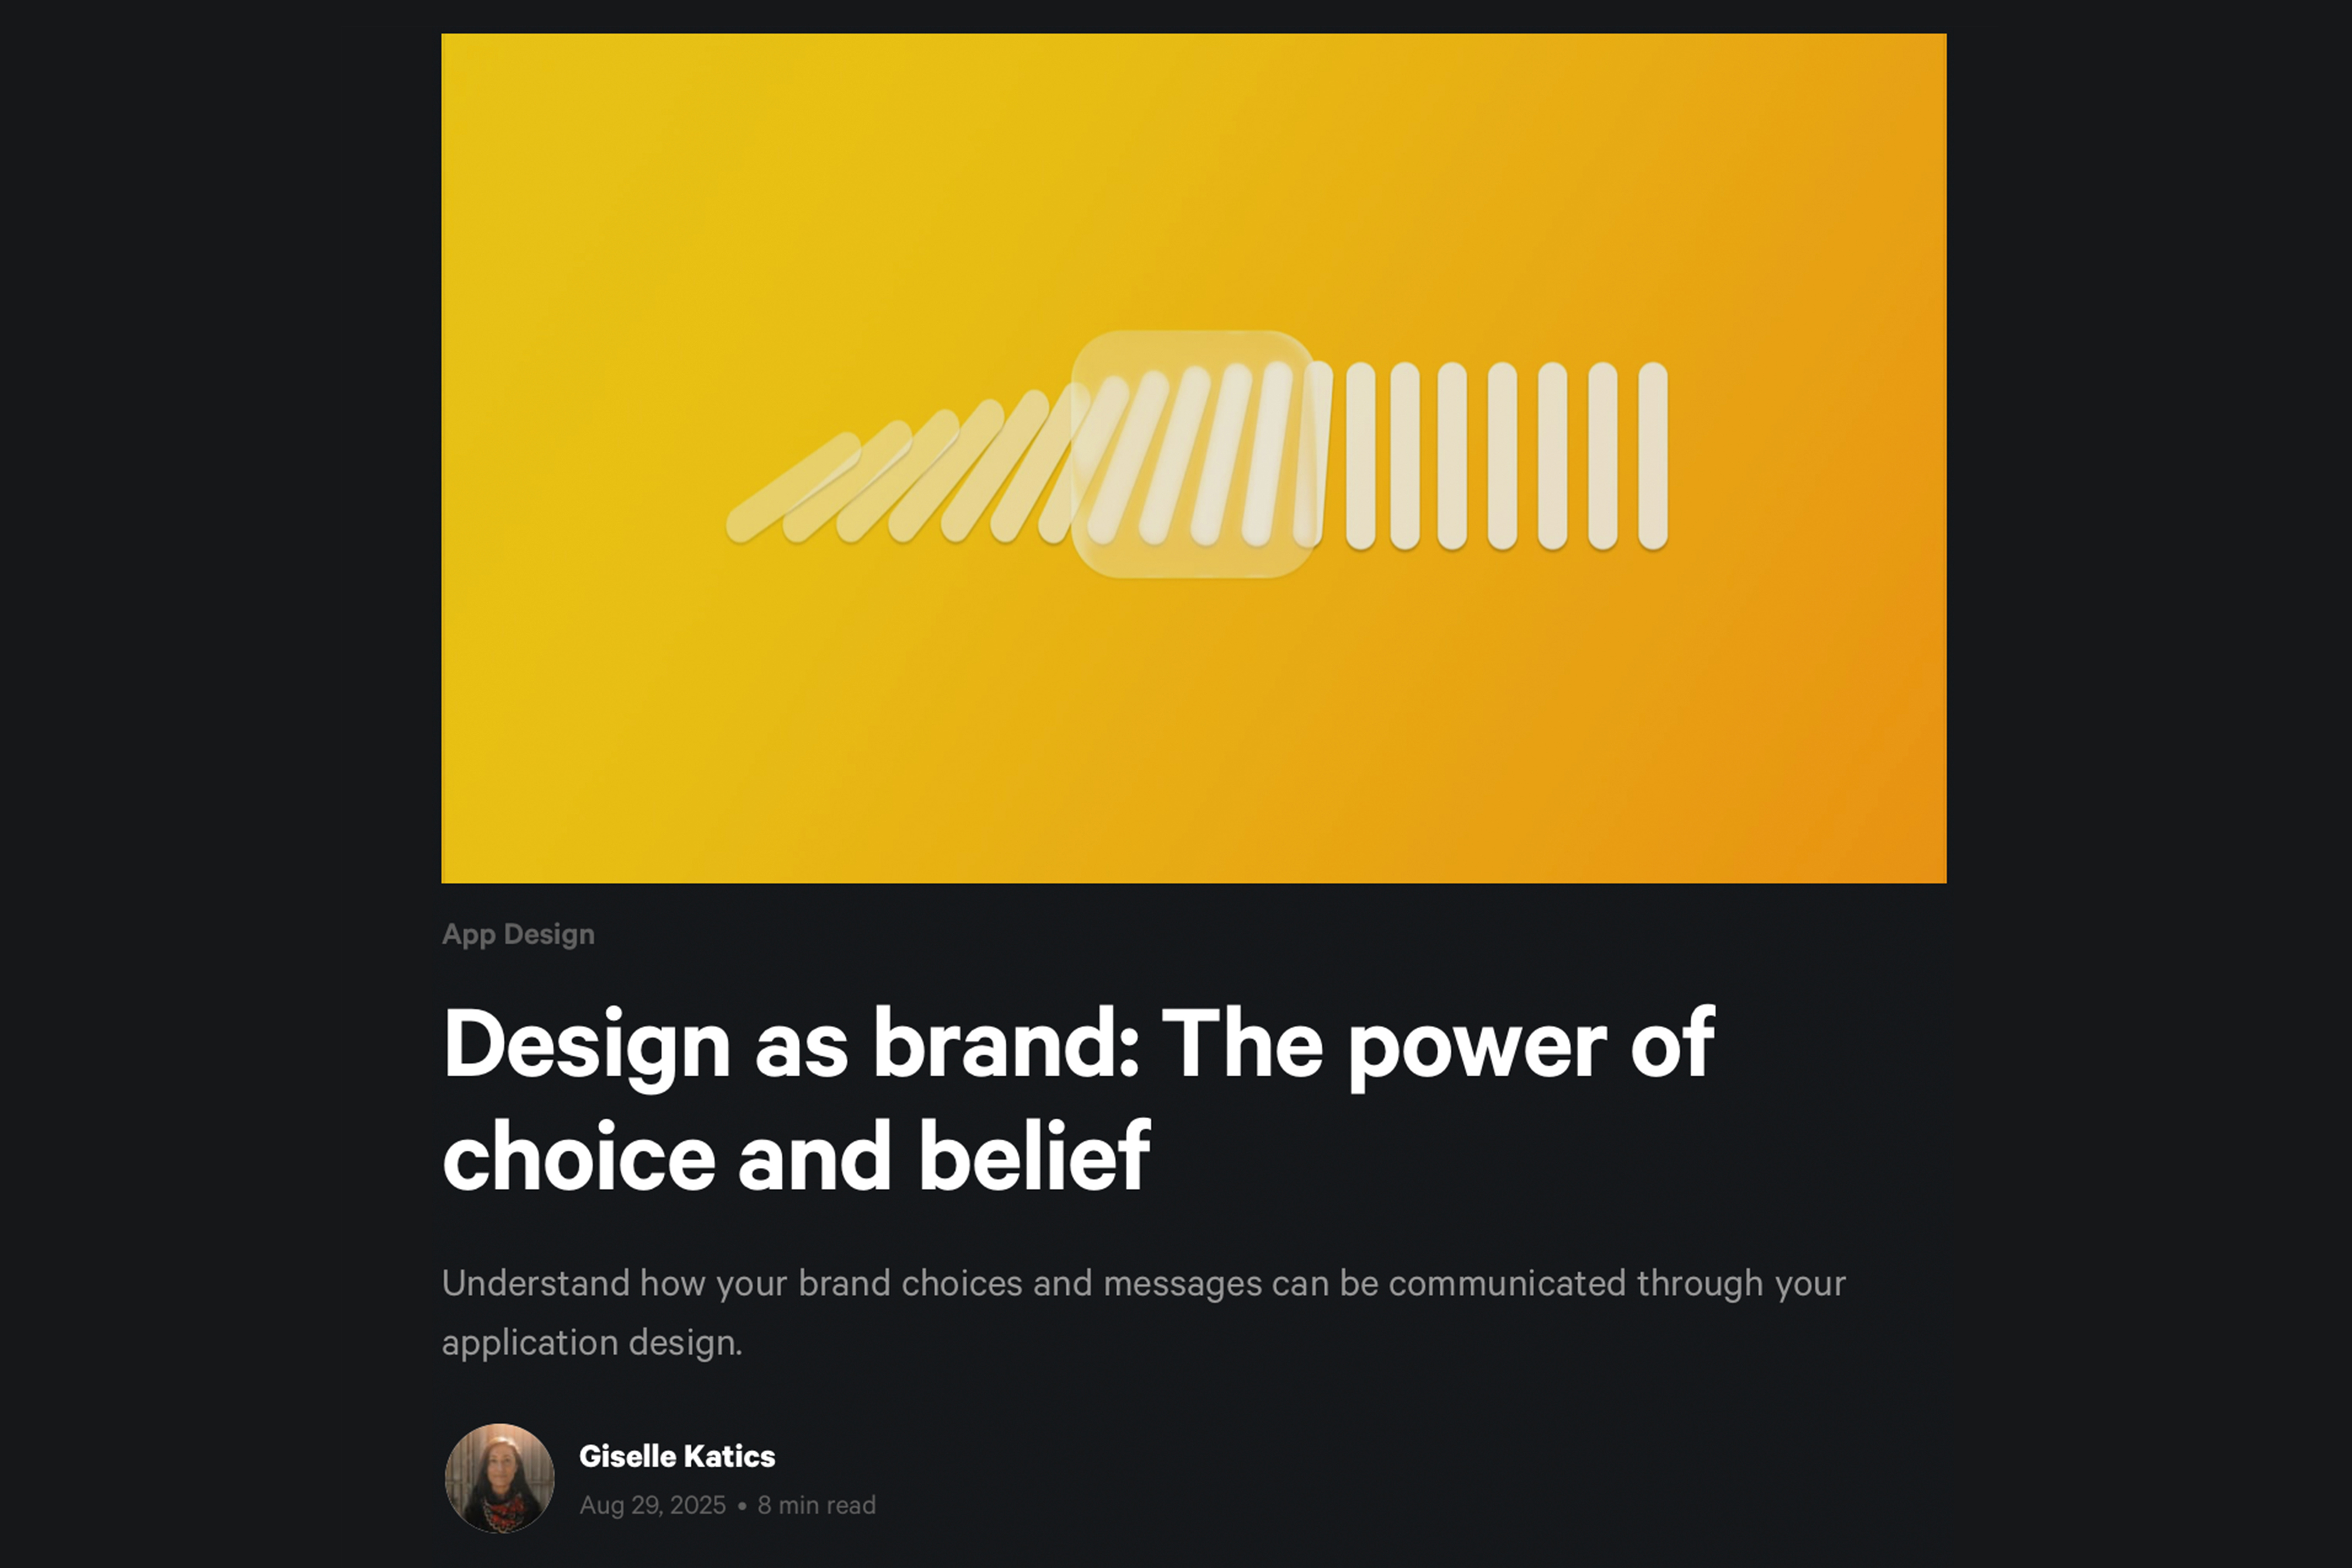 App Design
Design as brand: The power of
choice and belief
Understand how your brand choices and messages can be communicated through your
application design.
Giselle Katics
Aug 29, 2025 • 8 min read